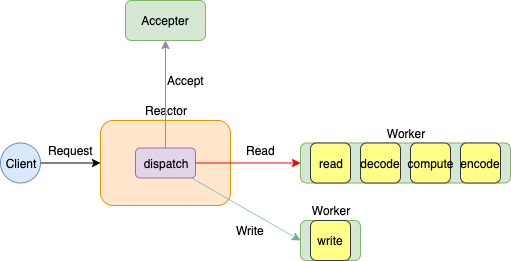 Accepter
Accept
Reactor
Client
Request
dispatch
Read
Worker
read decode compute encode
Write
Worker
write